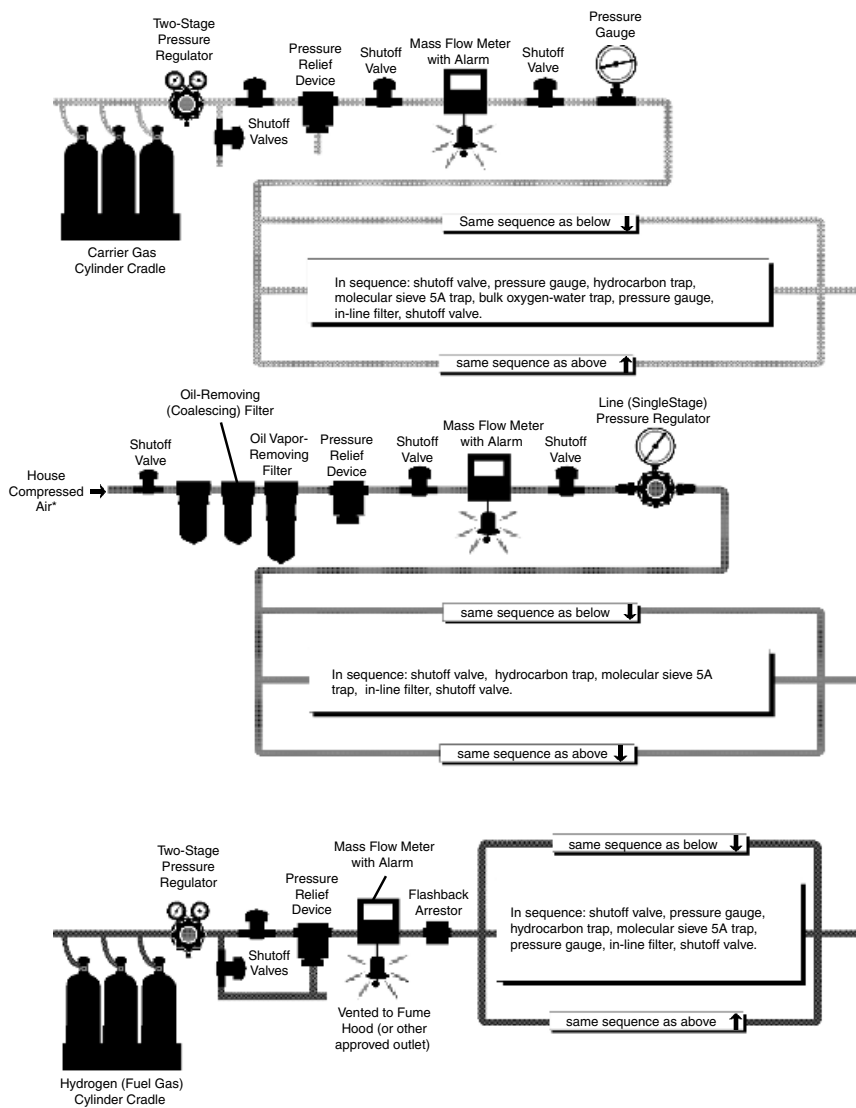 Two-Stage
Pressure
Regulator
Pressure
Relief
Device
Shutoff
Valve
Mass Flow Meter
with Alarm
Shutoff
Valve
Pressure
Gauge
Shutoff
Valves
Carrier Gas
Cylinder Cradle
Same sequence as below
In sequence: shutoff valve, pressure gauge, hydrocarbon trap,
molecular sieve 5A trap, bulk oxygen-water trap, pressure gauge,
in-line filter, shutoff valve.
same sequence as above
Oil-Removing
(Coalescing) Filter
House
Compressed
Air*
Shutoff
Valve
Oil Vapor-
Removing
Filter
Pressure
Relief
Device
Shutoff
Valve
Mass Flow Meter
with Alarm
Shutoff
Valve
Line (SingleStage)
Pressure Regulator
same sequence as below
In sequence: shutoff valve, hydrocarbon trap, molecular sieve 5A
trap, in-line filter, shutoff valve.
same sequence as above
Two-Stage
Pressure
Regulator
Shutoff
Valves
Pressure
Relief
Device
Mass Flow Meter
with Alarm
Flashback
Arrestor
Vented to Fume
Hood (or other
approved outlet)
Hydrogen (Fuel Gas)
Cylinder Cradle
same sequence as below
In sequence: shutoff valve, pressure gauge,
hydrocarbon trap, molecular sieve 5A trap,
pressure gauge, in-line filter, shutoff valve.
same sequence as above